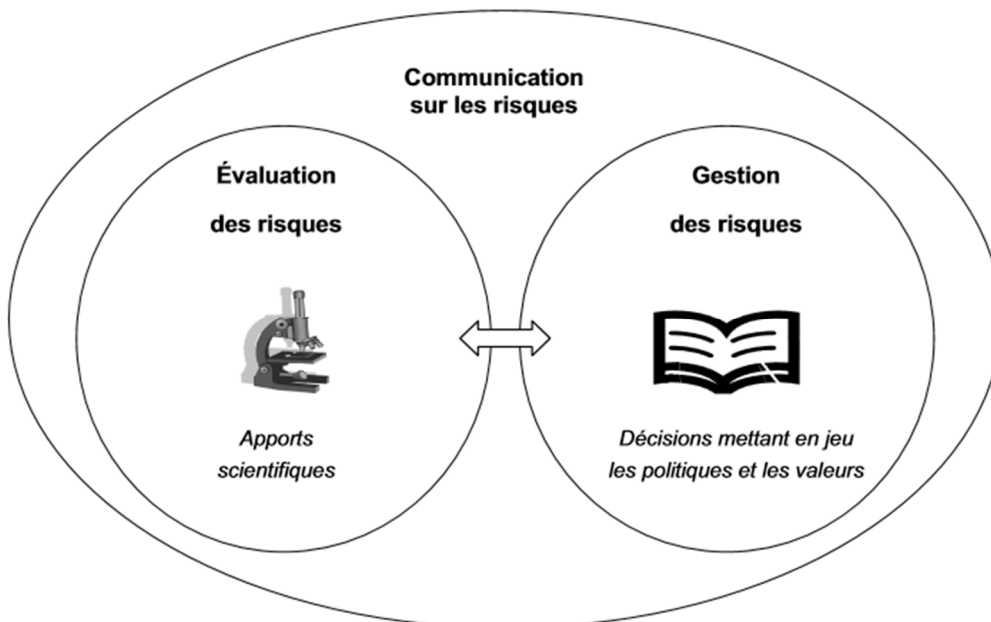 Communication
sur les risques
Évaluation
des risques
Apports
scientifiques
Gestion
des risques
Décisions mettant en jeu
les politiques et les valeurs